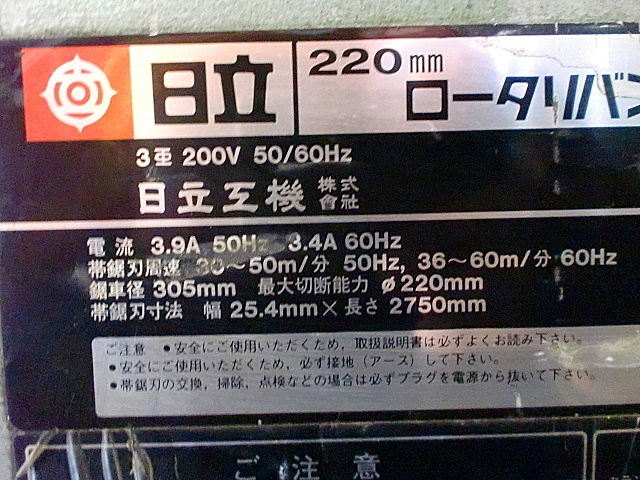 日立 220mm
ロータリバン
3亜 200V 50/60Hz
日立工機 株式會社
電流 3.9A 50Hz 3.4A 60Hz
帯鋸刃周速 30～50m/分 50Hz, 36～60m/分 60Hz
鋸車径 305mm 最大切断能力 φ220mm
帯鋸刃寸法 幅 25.4mm×長さ 2750mm
ご注意 ●安全にご使用いただくため，取扱説明書は必ずよくお読み下さい。
●安全にご使用いただくため，必ず接地（アース）して下さい。
●帯鋸刃の交換，掃除，点検などの場合は必ずプラグを電源から抜いて下さい。
ご注意